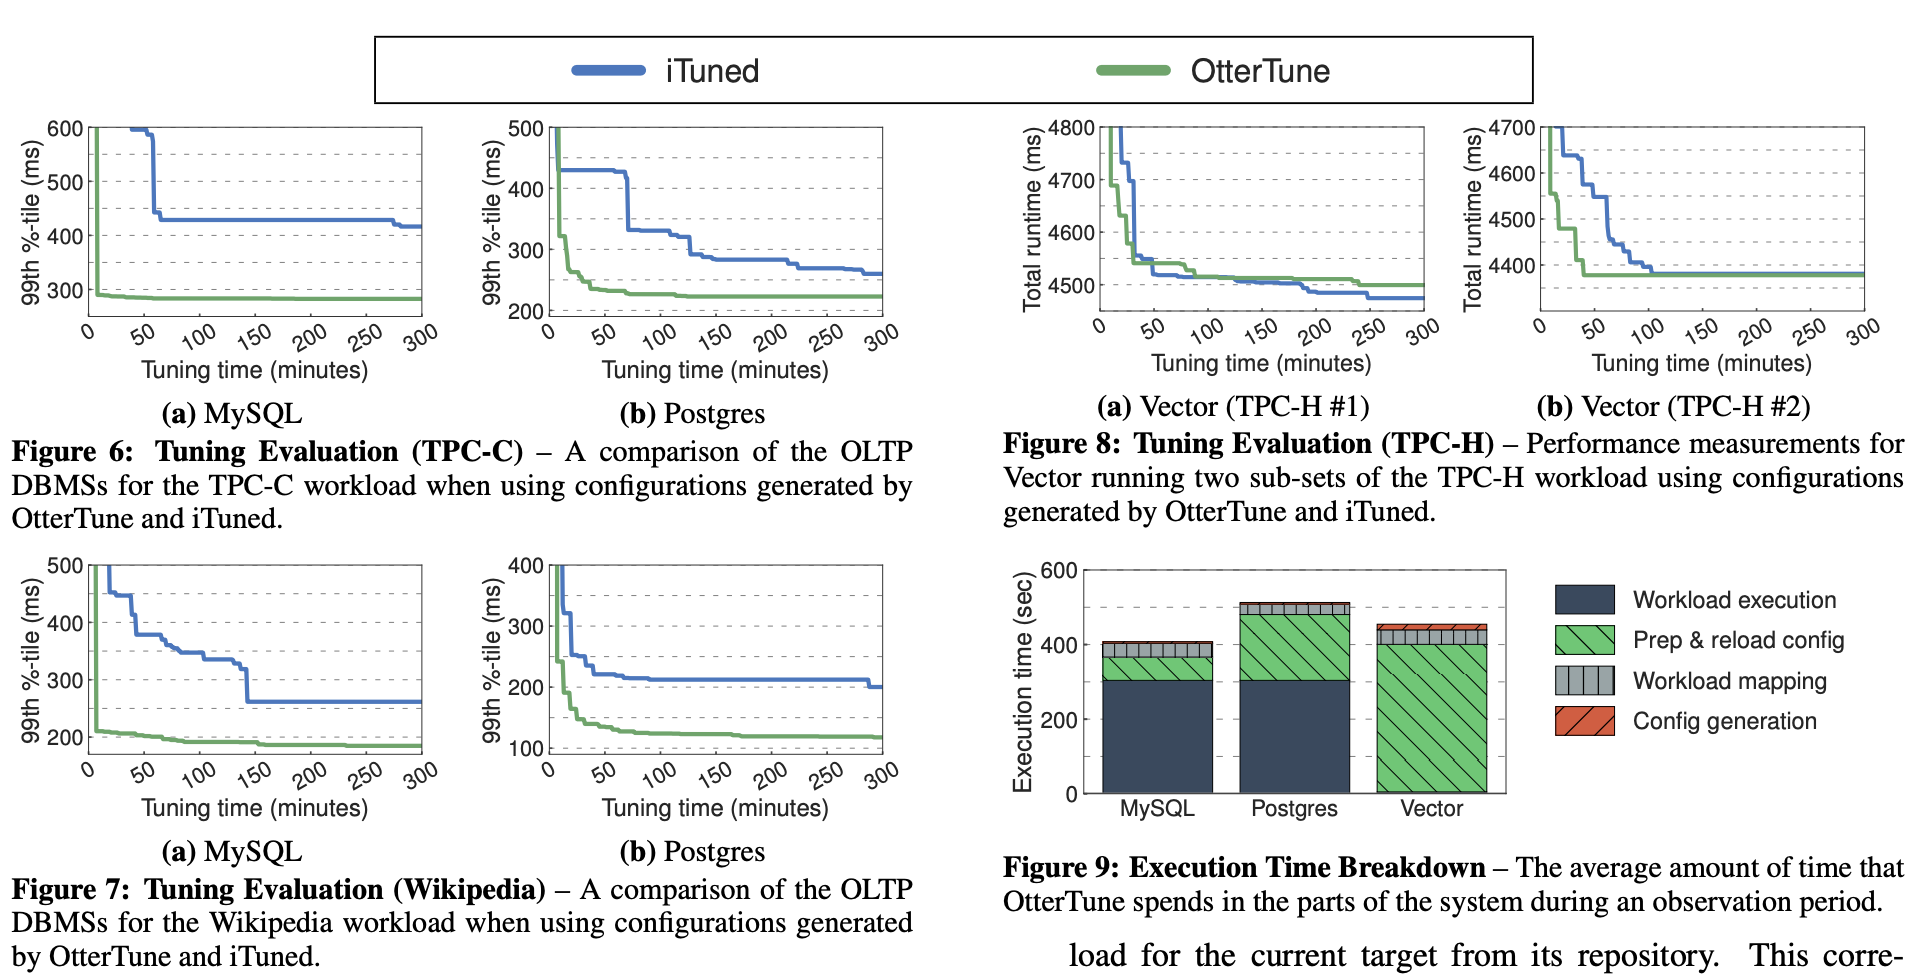 iTuned
OtterTune
600
500
400
300
99th %-tile (ms)
0 50 100 150 200 250 300
Tuning time (minutes)
(a) MySQL
500
400
300
200
99th %-tile (ms)
0 50 100 150 200 250 300
Tuning time (minutes)
(b) Postgres
Figure 6: Tuning Evaluation (TPC-C) – A comparison of the OLTP
DBMSs for the TPC-C workload when using configurations generated by
OtterTune and iTuned.
500
400
300
200
99th %-tile (ms)
0 50 100 150 200 250 300
Tuning time (minutes)
(a) MySQL
400
300
200
100
99th %-tile (ms)
0 50 100 150 200 250 300
Tuning time (minutes)
(b) Postgres
Figure 7: Tuning Evaluation (Wikipedia) – A comparison of the OLTP
DBMSs for the Wikipedia workload when using configurations generated
by OtterTune and iTuned.
4800
4700
4600
4500
Total runtime (ms)
0 50 100 150 200 250 300
Tuning time (minutes)
(a) Vector (TPC-H #1)
4700
4600
4500
4400
Total runtime (ms)
0 50 100 150 200 250 300
Tuning time (minutes)
(b) Vector (TPC-H #2)
Figure 8: Tuning Evaluation (TPC-H) – Performance measurements for
Vector running two sub-sets of the TPC-H workload using configurations
generated by OtterTune and iTuned.
600
400
200
0
Execution time (sec)
MySQL Postgres Vector
Workload execution
Prep & reload config
Workload mapping
Config generation
Figure 9: Execution Time Breakdown – The average amount of time that
OtterTune spends in the parts of the system during an observation period.
load for the current target from its repository. This corre-